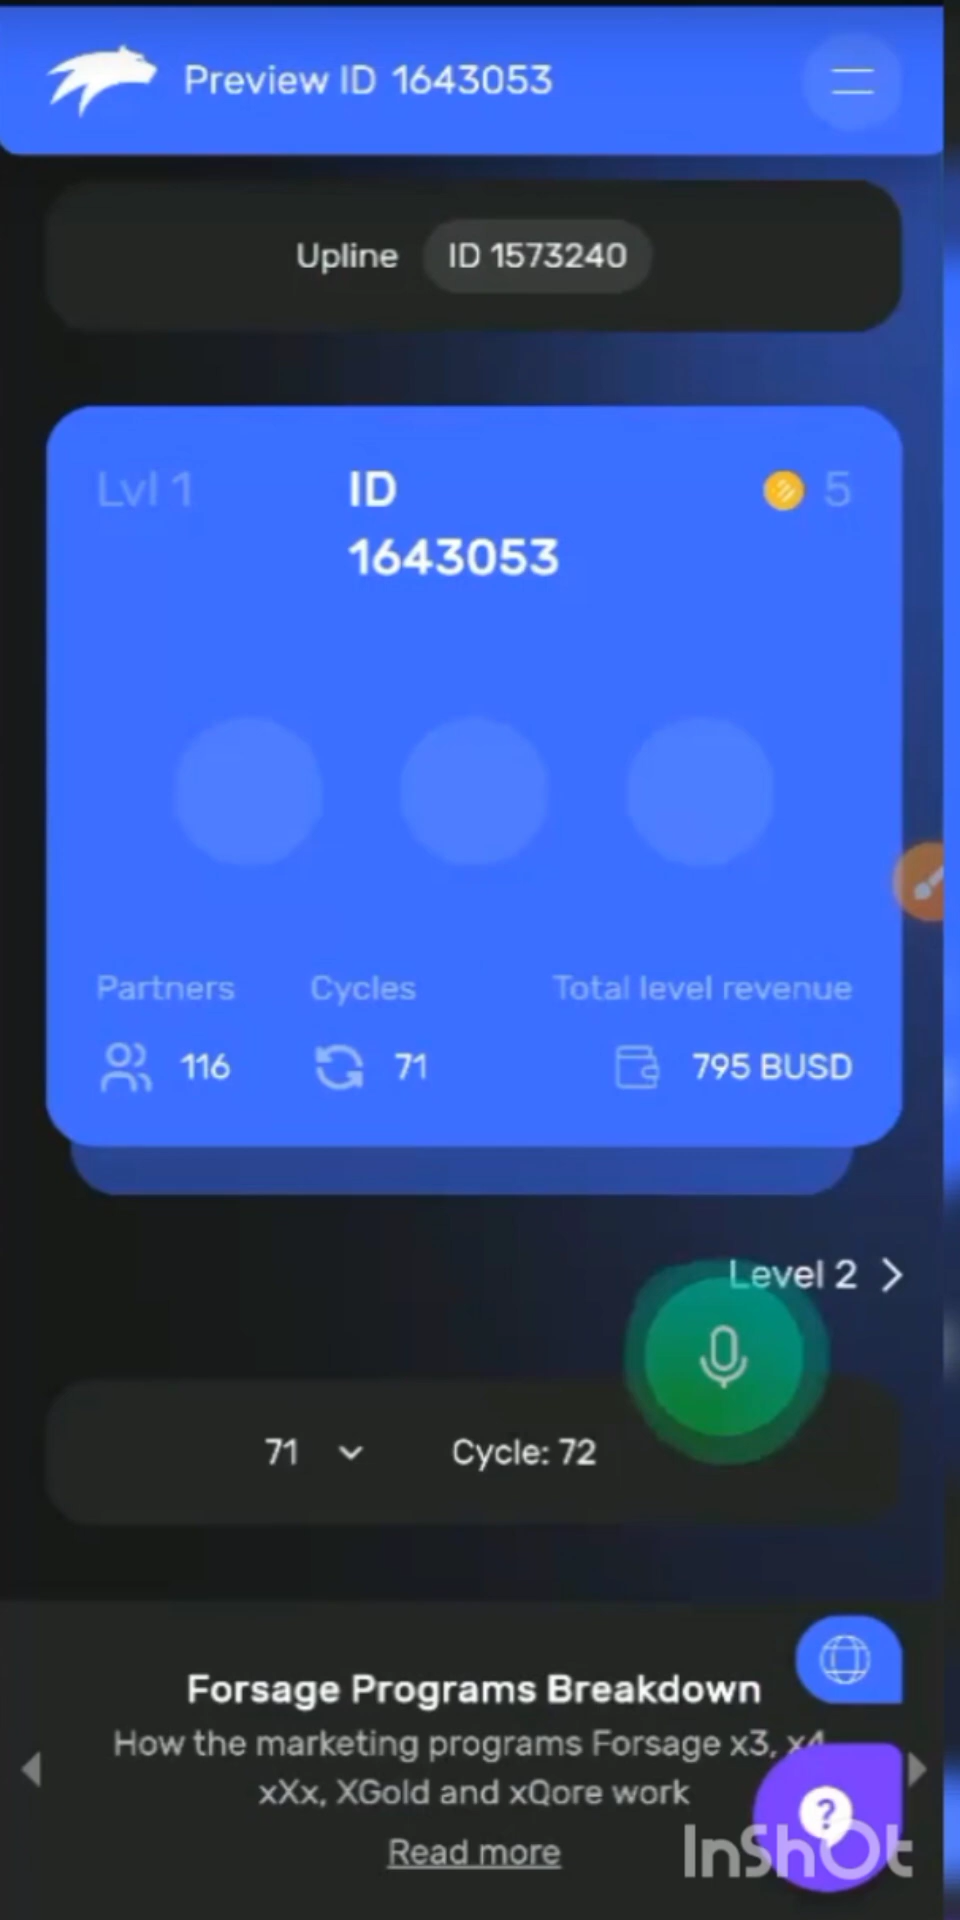 Preview ID 1643053
Upline ID 1573240
Lvl 1 ID 5
1643053
Partners Cycles Total level revenue
116 71 795 BUSD
Level 2
71 Cycle: 72
Forsage Programs Breakdown
How the marketing programs Forsage x3, x4
xXx, XGold and xQore work
Read more
?
InShOt